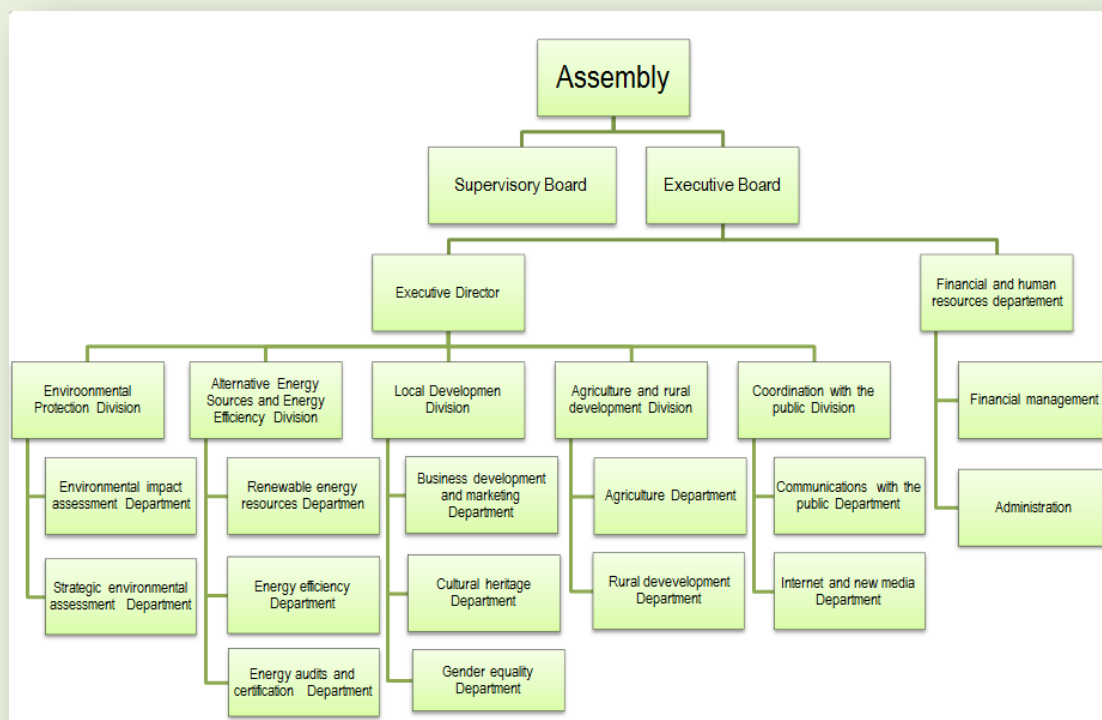 Assembly
Supervisory Board
Executive Board
Executive Director
Financial and human
resources departement
Enviroonmental
Protection Division
Alternative Energy
Sources and Energy
Efficiency Division
Local Developmen
Division
Agriculture and rural
development Division
Coordination with the
public Division
Financial management
Environmental impact
assessment Department
Renewable energy
resources Departmen
Business development
and marketing
Department
Agriculture Department
Communications with the
public Department
Administration
Strategic environmental
assessment Department
Energy efficiency
Department
Cultural heritage
Department
Rural devevelopment
Department
Internet and new media
Department
Energy audits and
certification Department
Gender equality
Department